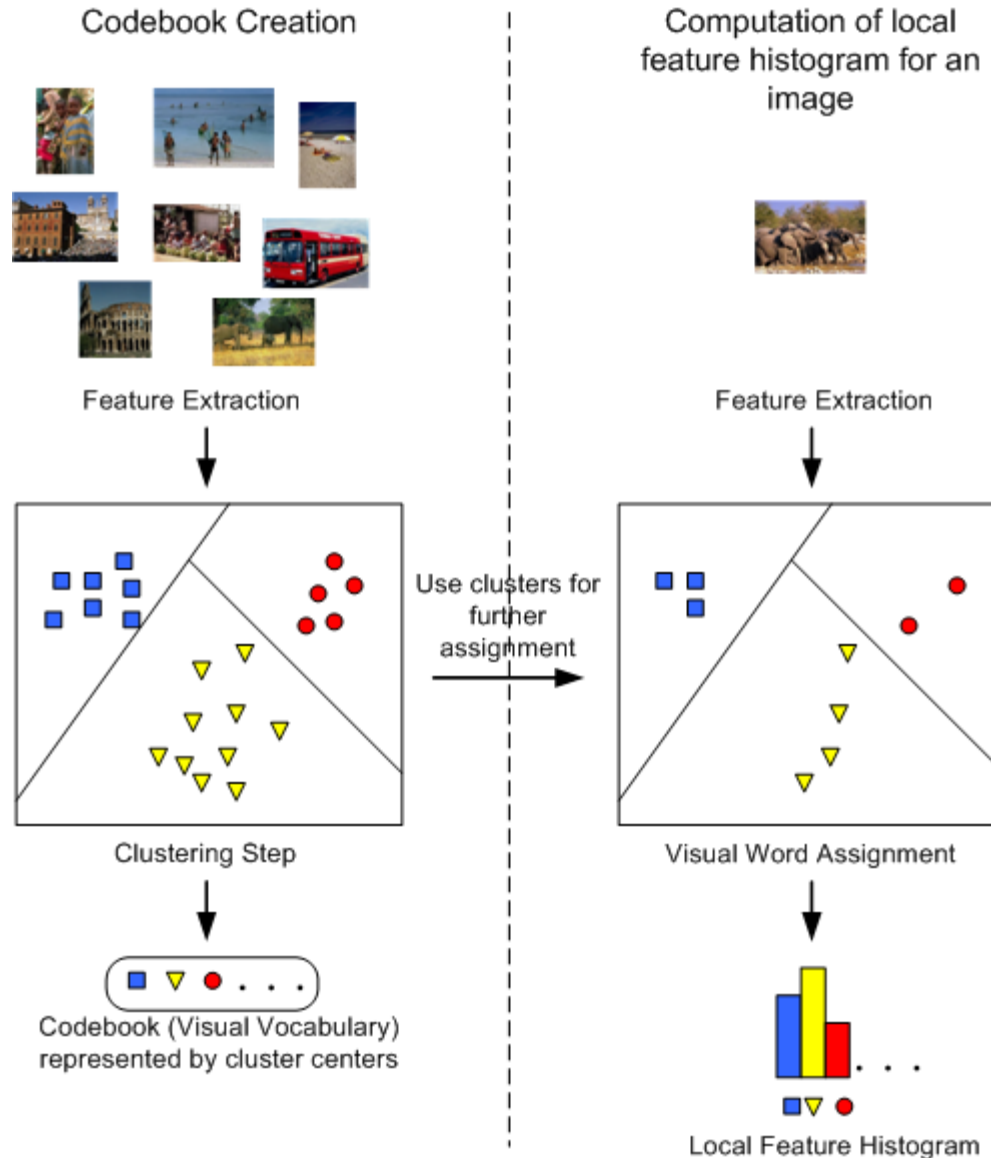 Codebook Creation
Computation of local
feature histogram for an
image
Feature Extraction
Feature Extraction
Use clusters for
further
assignment
Clustering Step
Visual Word Assignment
. . .
Codebook (Visual Vocabulary)
represented by cluster centers
. . .
Local Feature Histogram